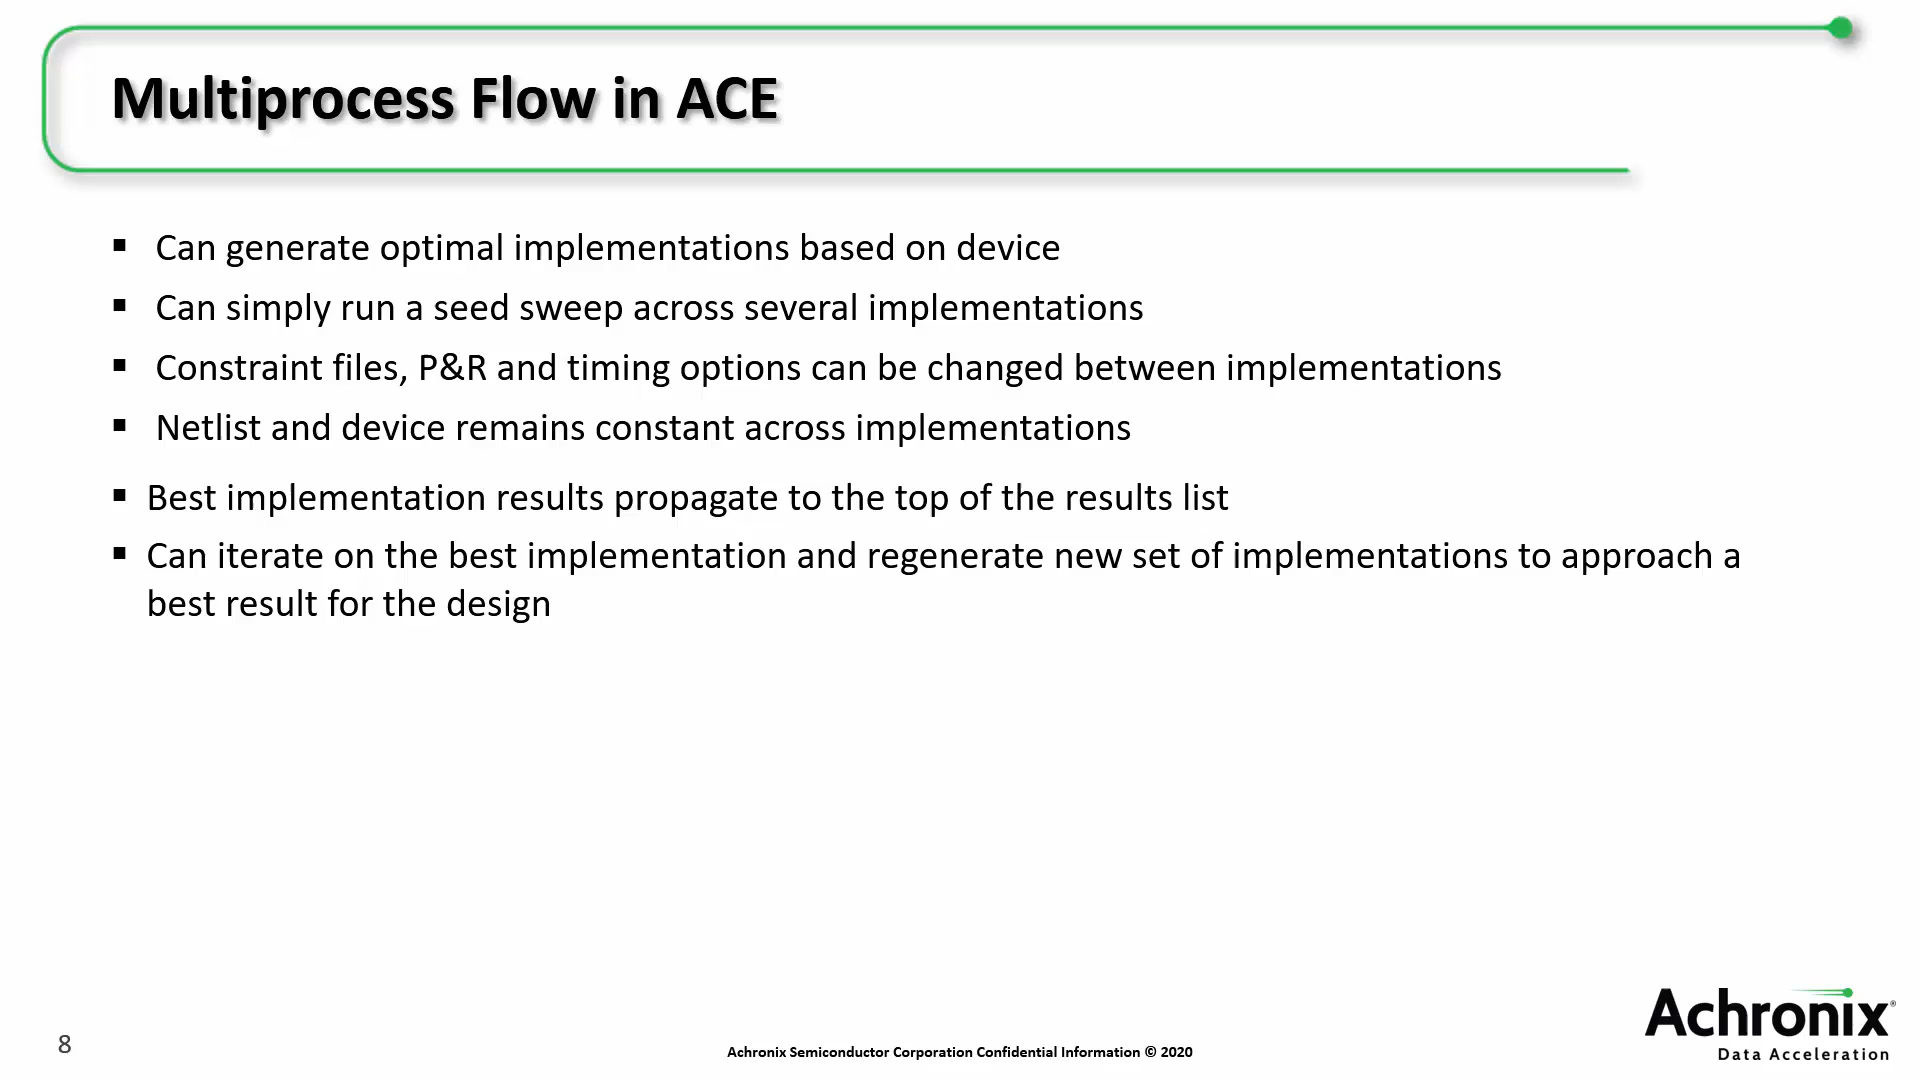 Multiprocess Flow in ACE
▪ Can generate optimal implementations based on device
▪ Can simply run a seed sweep across several implementations
▪ Constraint files, P&R and timing options can be changed between implementations
▪ Netlist and device remains constant across implementations
▪ Best implementation results propagate to the top of the results list
▪ Can iterate on the best implementation and regenerate new set of implementations to approach a
best result for the design
8
Achronix Semiconductor Corporation Confidential Information © 2020
Achronix®
Data Acceleration